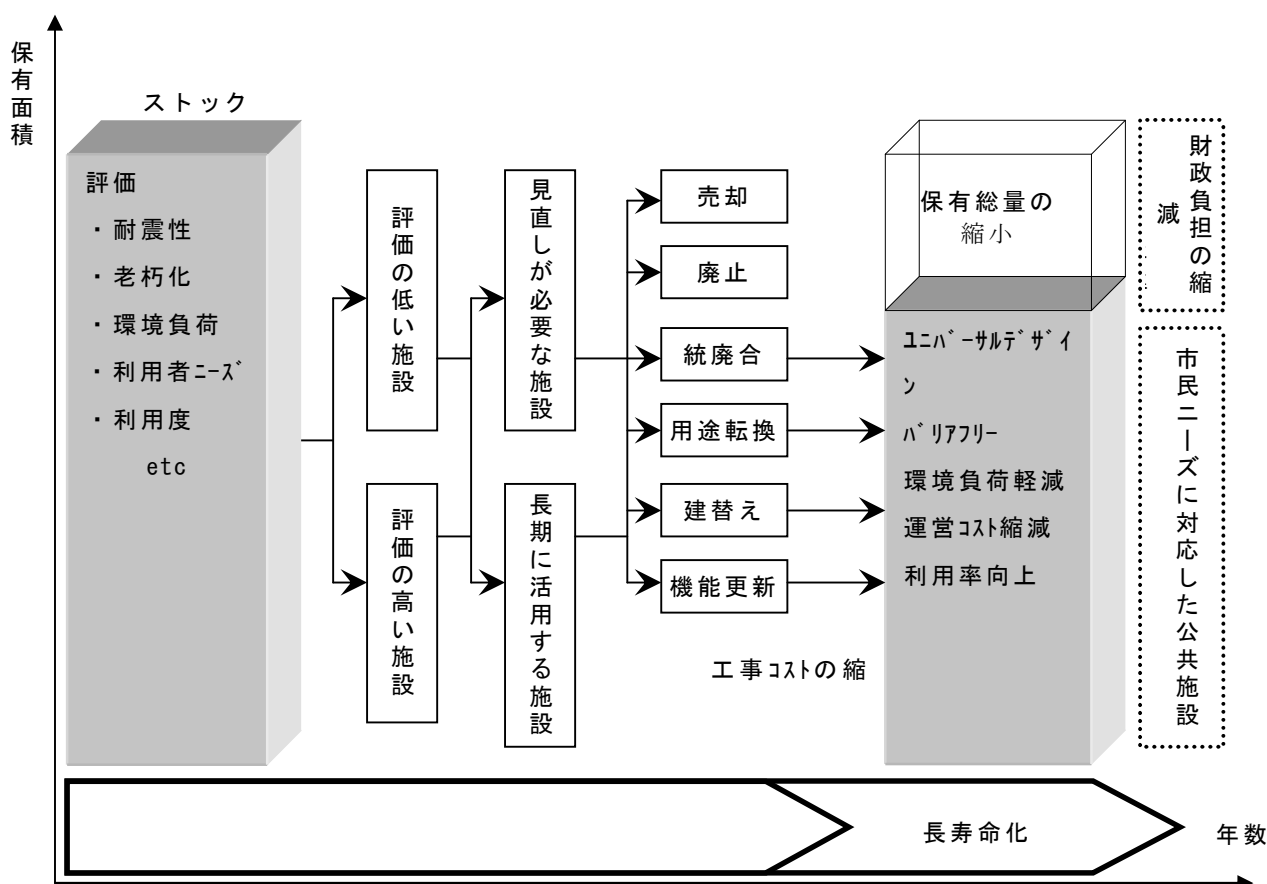 保有面積
ストック
評価
・耐震性
・老朽化
・環境負荷
・利用者ﾆｰｽﾞ
・利用度
etc
評価の低い施設
評価の高い施設
見直しが必要な施設
長期に活用する施設
売却
廃止
統廃合
用途転換
建替え
機能更新
工事ｺｽﾄの縮
保有総量の
縮小
ﾕﾆﾊﾞｰｻﾙﾃﾞｻﾞｲ
ﾝ
ﾊﾞﾘｱﾌﾘｰ
環境負荷軽減
運営ｺｽﾄ縮減
利用率向上
財政負担の縮
減
市民ニーズに対応した公共施設
長寿命化
年数